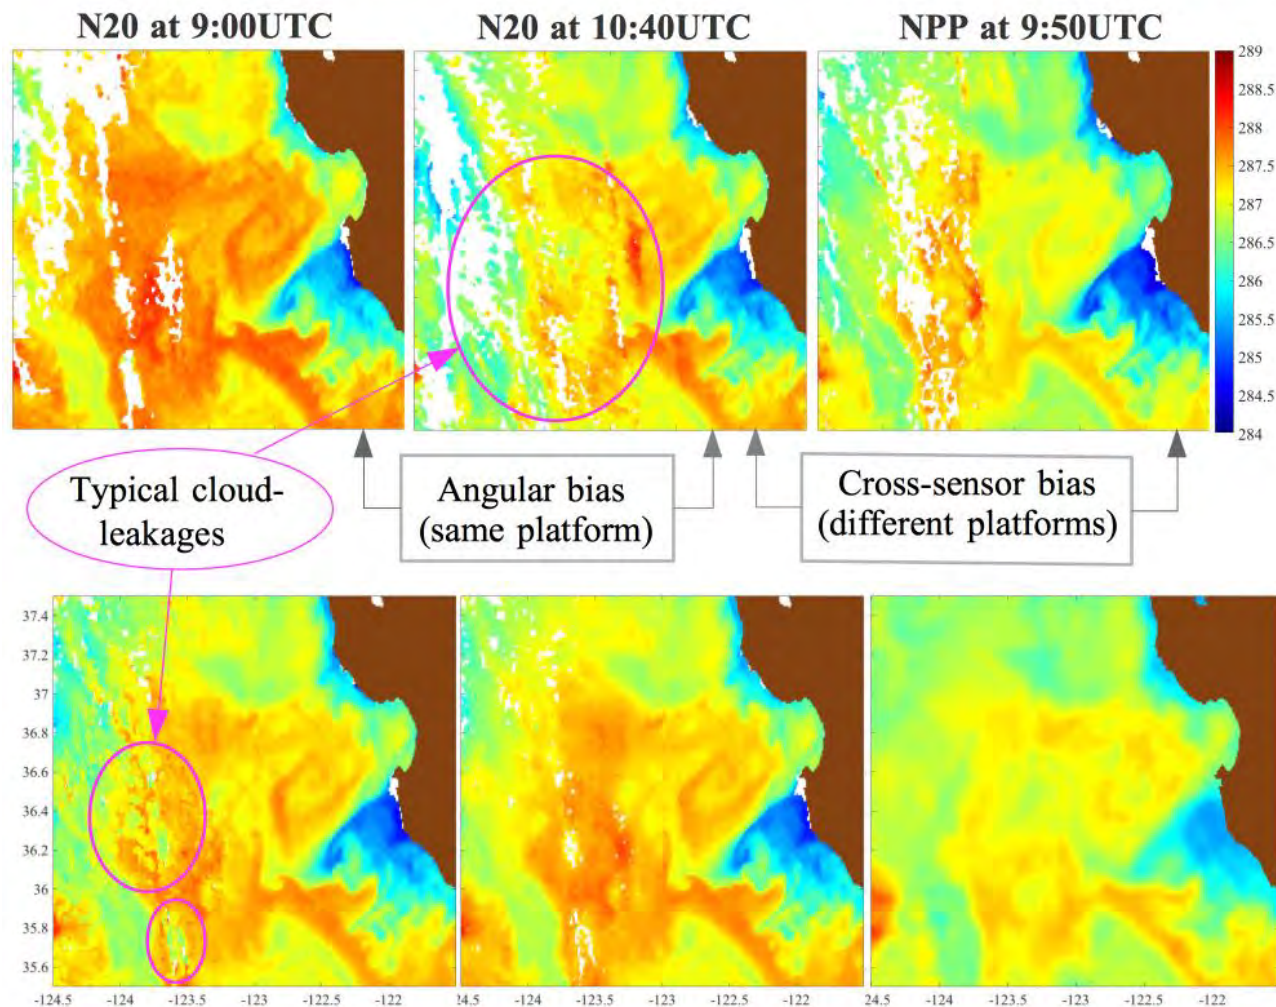 N20 at 9:00UTC N20 at 10:40UTC NPP at 9:50UTC
289
288.5
288
287.5
287
286.5
286
285.5
285
284.5
284
Typical cloud-
leakages
Angular bias
(same platform)
Cross-sensor bias
(different platforms)
37.4
37.2
37
36.8
36.6
36.4
36.2
36
35.8
35.6
-124.5 -124 -123.5 -123 -122.5 -122 124.5 -124 -123.5 -123 -122.5 -122 124.5 -124 -123.5 -123 -122.5 -122